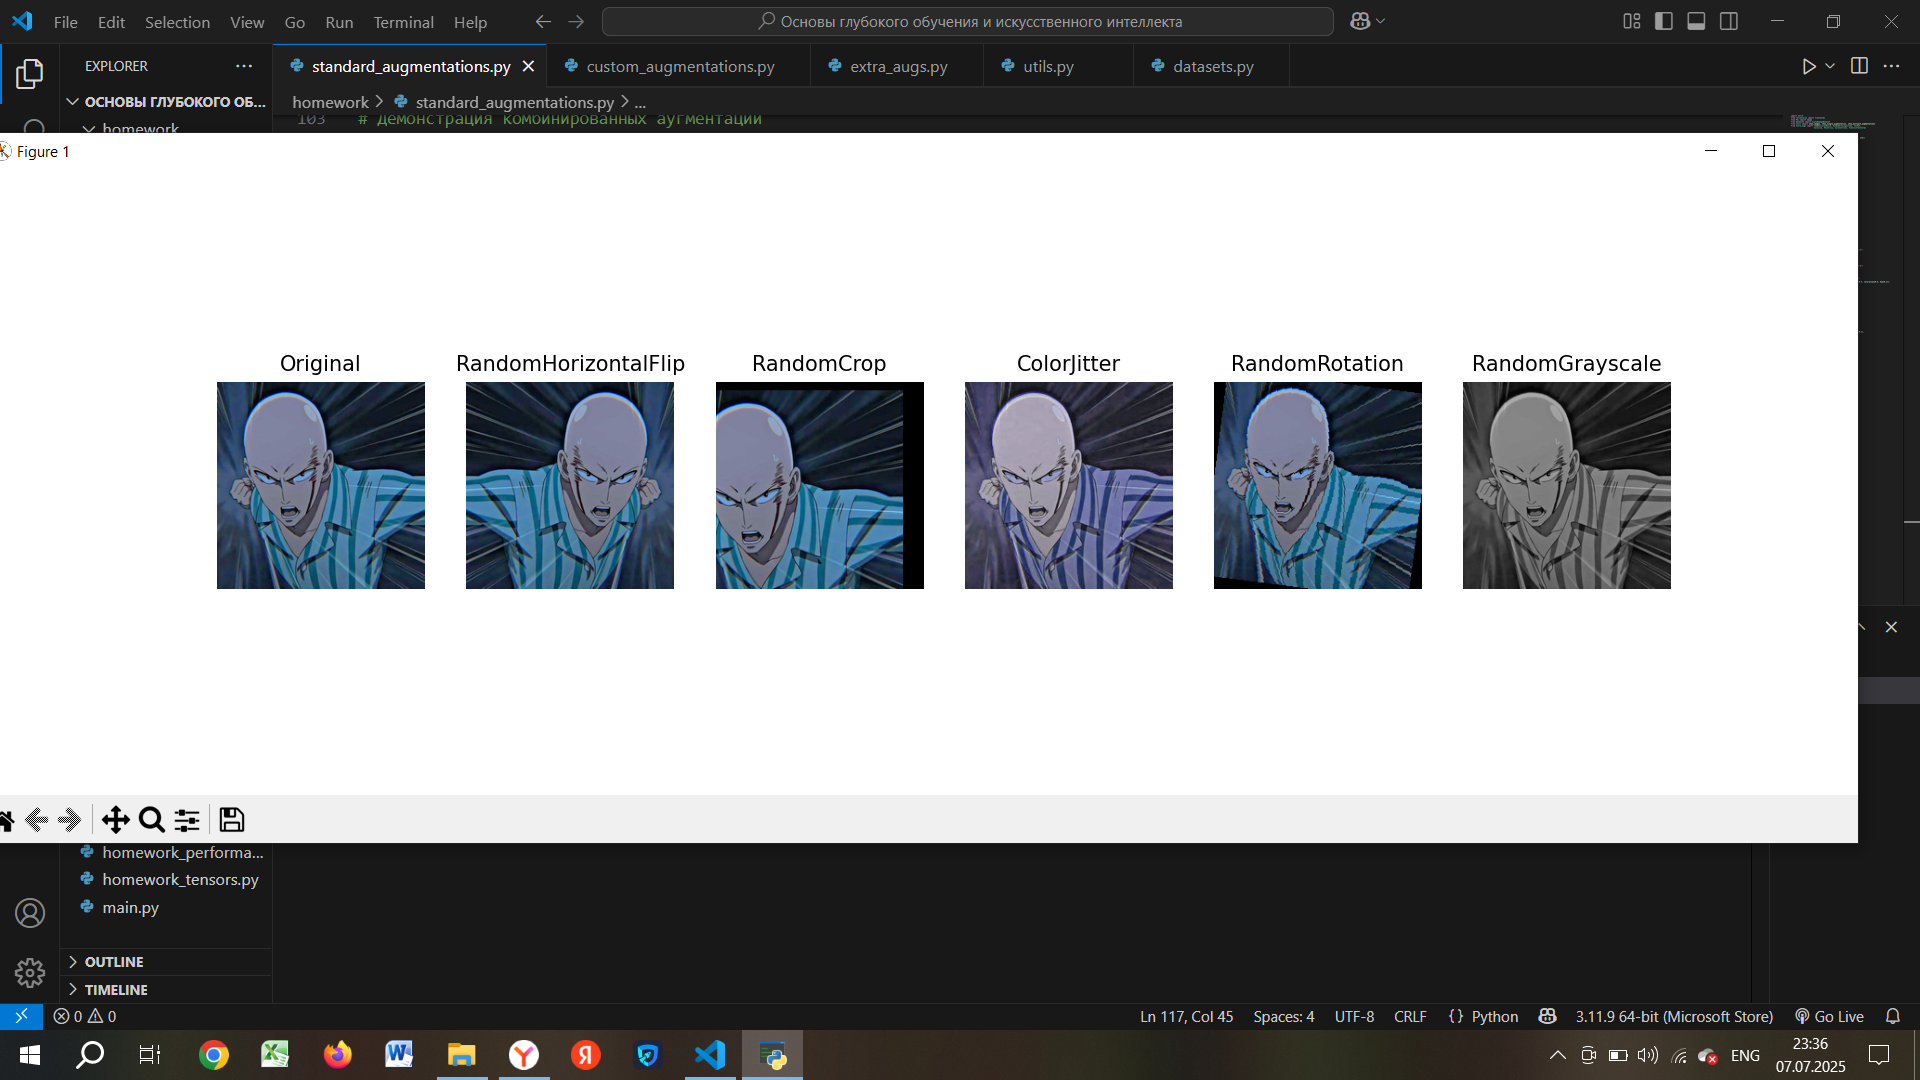 File Edit Selection View Go Run Terminal Help
Основы глубокого обучения и искусственного интеллекта
EXPLORER
standard_augmentations.py
custom_augmentations.py
extra_augs.py
utils.py
datasets.py
ОСНОВЫ ГЛУБОКОГО ОБ...
homework > standard_augmentations.py > ...
homework
103 # Демонстрация комбинированных аугментаций
Figure 1
Original
RandomHorizontalFlip
RandomCrop
ColorJitter
RandomRotation
RandomGrayscale
homework_performa...
homework_tensors.py
main.py
OUTLINE
TIMELINE
0 0
Ln 117, Col 45 Spaces: 4 UTF-8 CRLF {} Python 3.11.9 64-bit (Microsoft Store) Go Live
ENG
23:36
07.07.2025